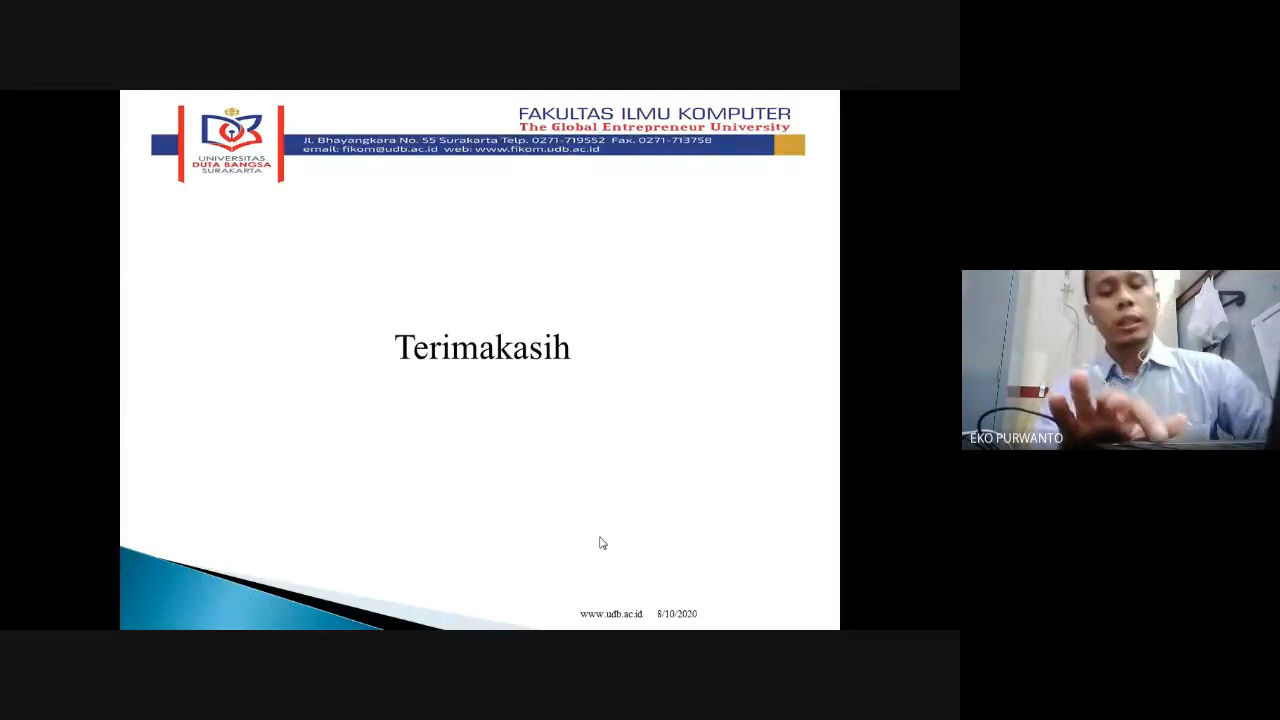 FAKULTAS ILMU KOMPUTER
The Global Entrepreneur University
Jl. Bhayangkara No. 55 Surakarta Telp. 0271-719552 Fax. 0271-713758
email: fikom@udb.ac.id web: www.fikom.udb.ac.id
UNIVERSITAS
DUTA BANGSA
SURAKARTA
Terimakasih
EKO PURWANTO
www.udb.ac.id 8/10/2020